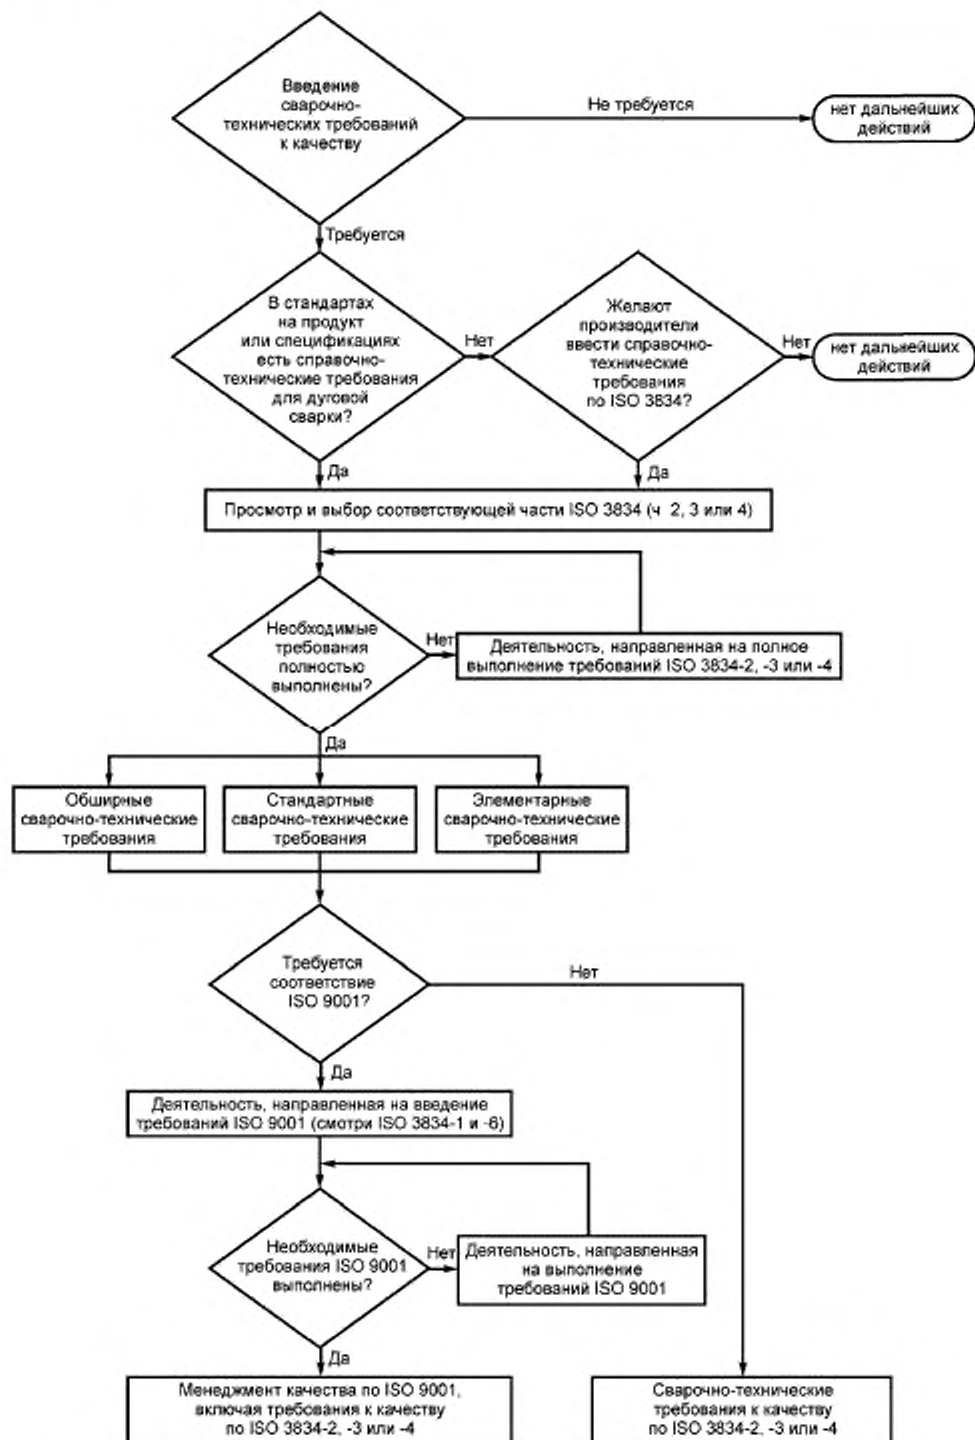 Введение
сварочно-
технических требований
к качеству
Не требуется
нет дальнейших
действий
Требуется
В стандартах
на продукт
или спецификациях
есть справочно-
технические требования
для дуговой
сварки?
Нет
Желают
производители
ввести справочно-
технические
требования
по ISO 3834?
Нет
нет дальнейших
действий
Да
Да
Просмотр и выбор соответствующей части ISO 3834 (ч 2, 3 или 4)
Необходимые
требования
полностью
выполнены?
Нет
Деятельность, направленная на полное
выполнение требований ISO 3834-2, -3 или -4
Да
Обширные
сварочно-технические
требования
Стандартные
сварочно-технические
требования
Элементарные
сварочно-технические
требования
Требуется
соответствие
ISO 9001?
Нет
Да
Деятельность, направленная на введение
требований ISO 9001 (смотри ISO 3834-1 и -6)
Необходимые
требования ISO 9001
выполнены?
Нет
Деятельность, направленная
на выполнение
требований ISO 9001
Да
Менеджмент качества по ISO 9001,
включая требования к качеству
по ISO 3834-2, -3 или -4
Сварочно-технические
требования к качеству
по ISO 3834-2, -3 или -4